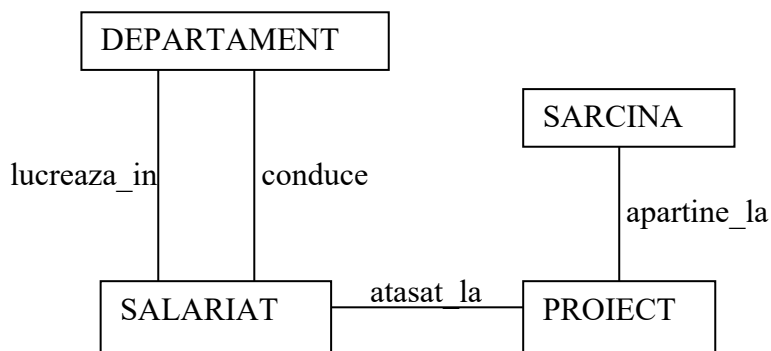 DEPARTAMENT
SARCINA
lucreaza_in
conduce
apartine_la
SALARIAT
atasat_la
PROIECT